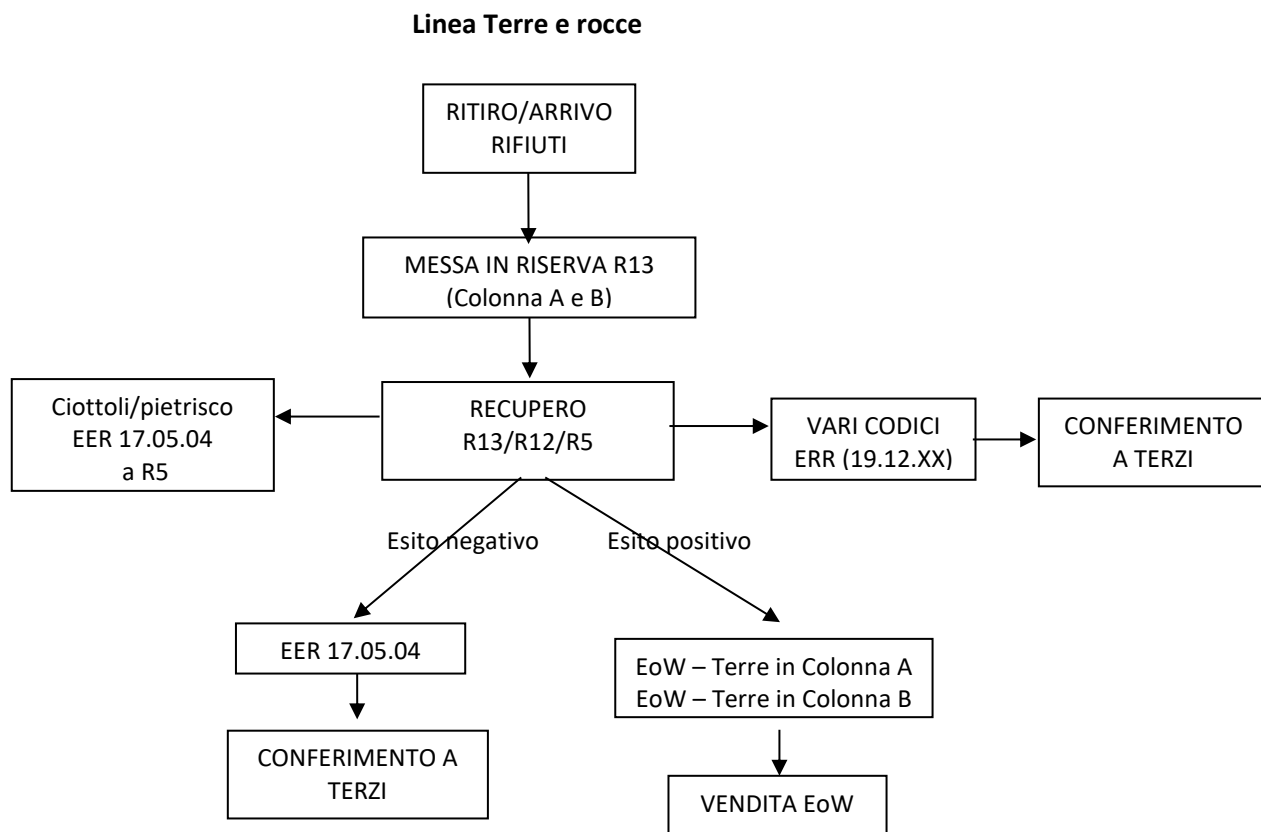 Linea Terre e rocce
RITIRO/ARRIVO
RIFIUTI
MESSA IN RISERVA R13
(Colonna A e B)
Ciottoli/pietrisco
EER 17.05.04
a R5
RECUPERO
R13/R12/R5
VARI CODICI
ERR (19.12.XX)
CONFERIMENTO
A TERZI
Esito negativo
Esito positivo
EER 17.05.04
EoW – Terre in Colonna A
EoW – Terre in Colonna B
CONFERIMENTO A
TERZI
VENDITA EoW